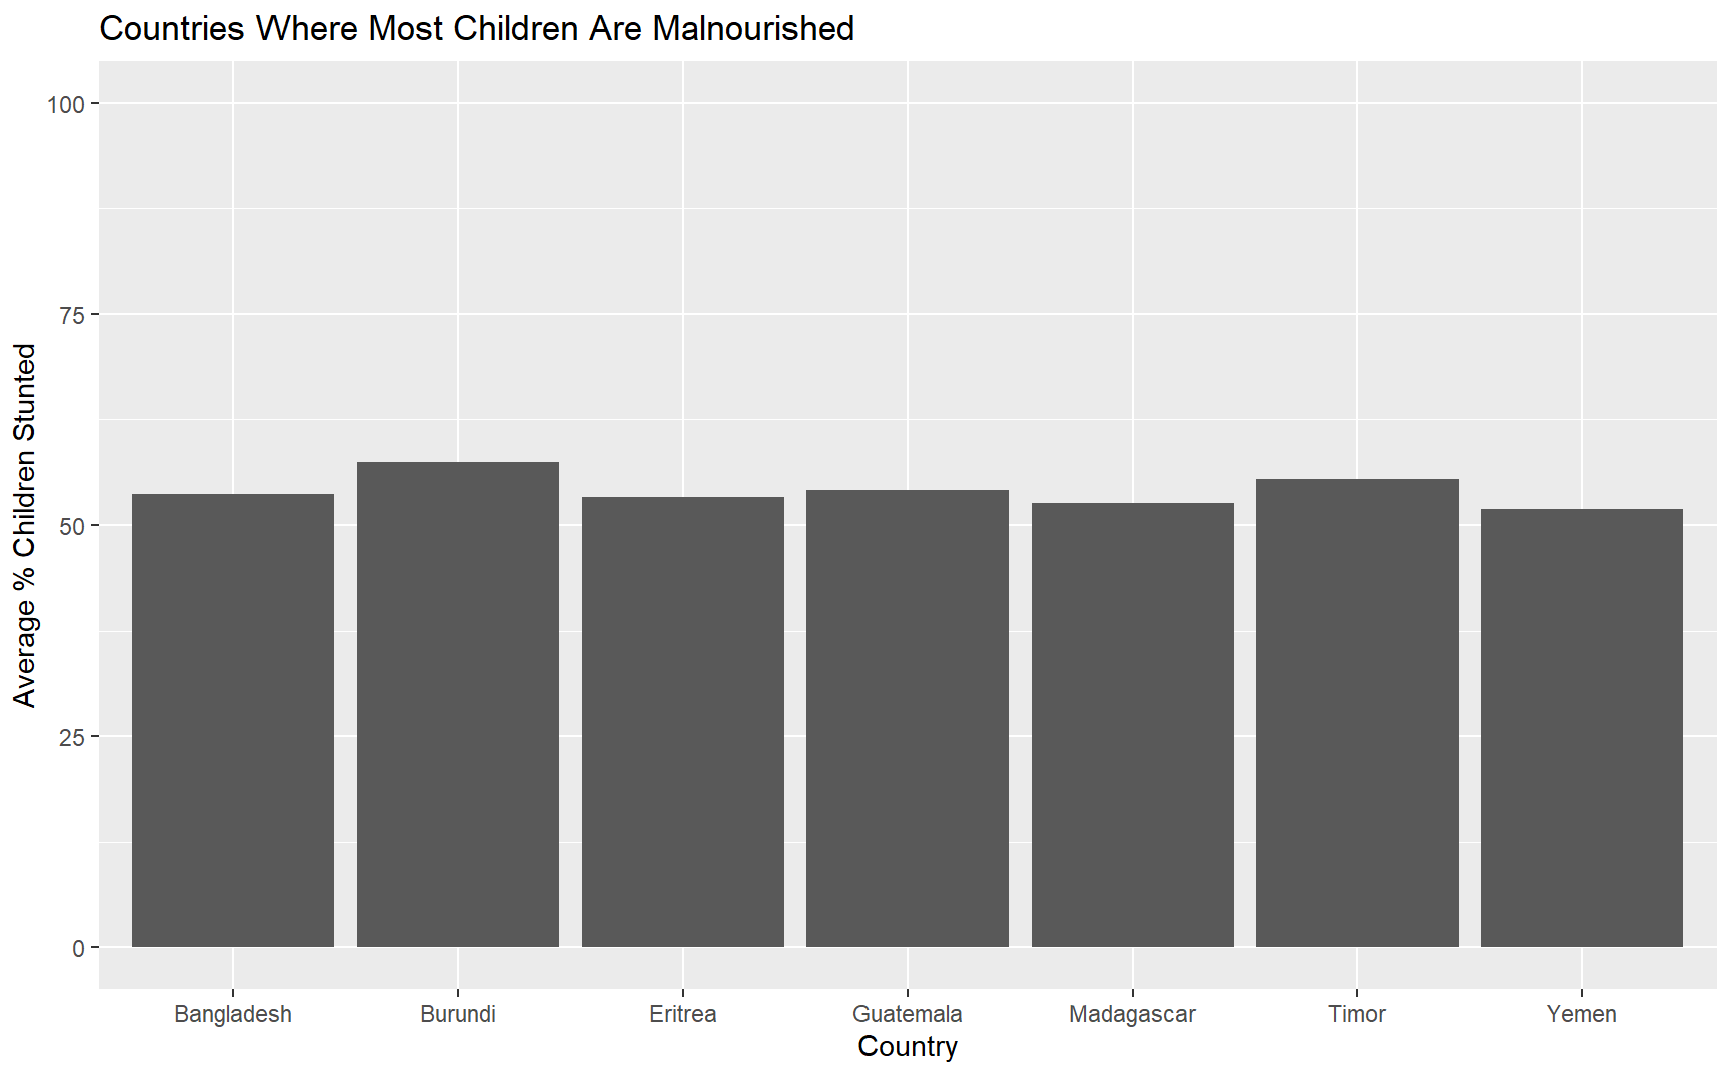 Countries Where Most Children Are Malnourished
Average % Children Stunted
100
75
50
25
0
Bangladesh Burundi Eritrea Guatemala Madagascar Timor Yemen
Country